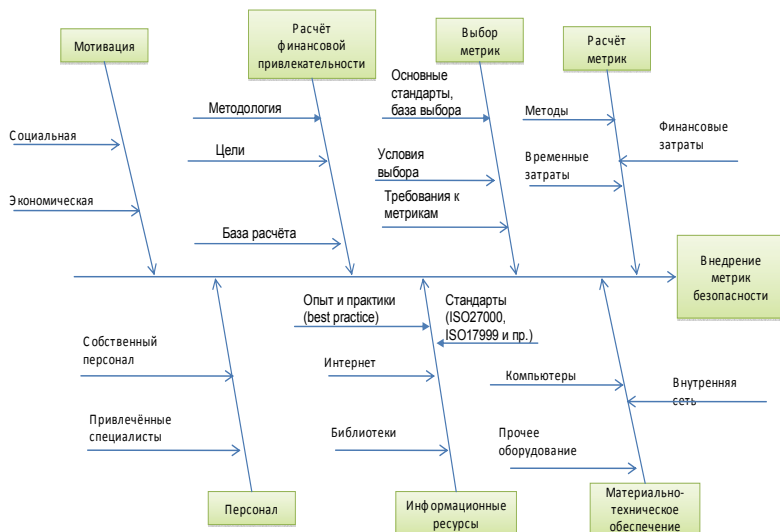 Мотивация
Расчёт
финансовой
привлекательности
Выбор
метрик
Расчёт
метрик
Социальная
Экономическая
Методология
Цели
База расчёта
Основные
стандарты,
база выбора
Условия
выбора
Требования к
метрикам
Методы
Финансовые
затраты
Временные
затраты
Внедрение
метрик
безопасности
Собственный
персонал
Привлечённые
специалисты
Опыт и практики
(best practice)
Стандарты
(ISO27000,
ISO17999 и пр.)
Интернет
Библиотеки
Компьютеры
Внутренняя
сеть
Прочее
оборудование
Персонал
Информационные
ресурсы
Материально-
техническое
обеспечение